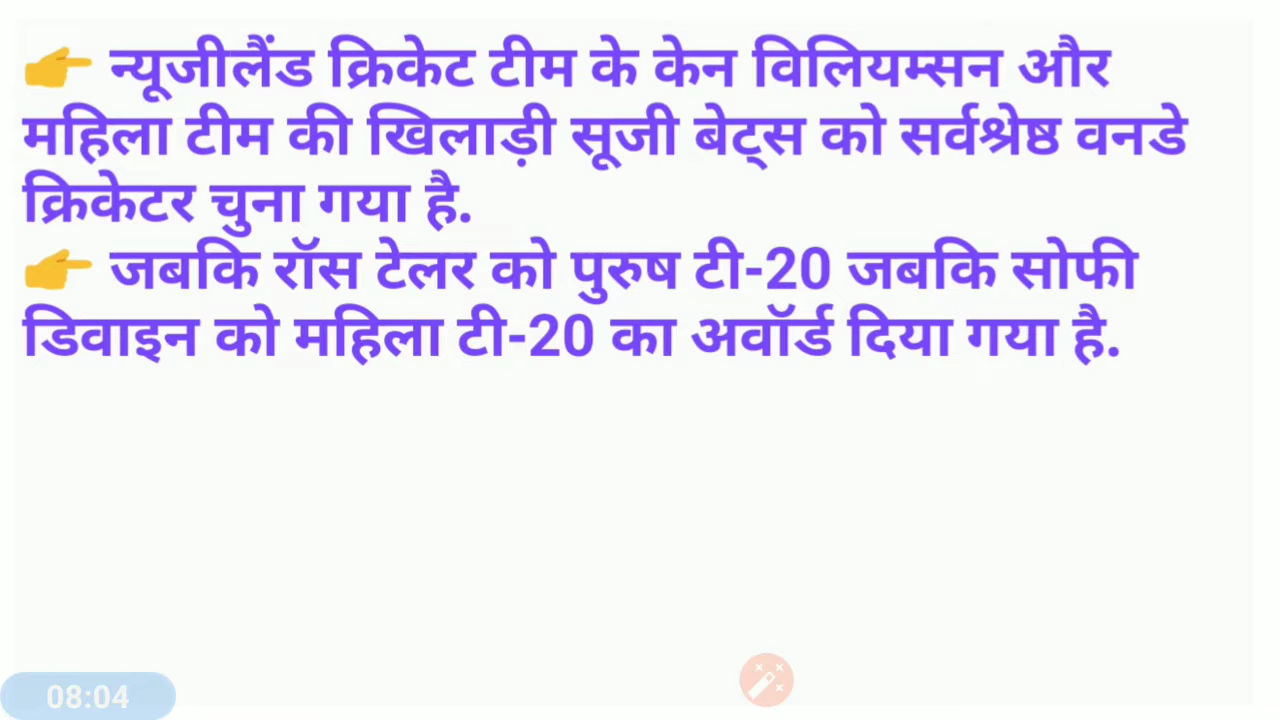 👉 न्यूजीलैंड क्रिकेट टीम के केन विलियम्सन और
महिला टीम की खिलाड़ी सूजी बेट्स को सर्वश्रेष्ठ वनडे
क्रिकेटर चुना गया है.
👉 जबकि रॉस टेलर को पुरुष टी-20 जबकि सोफी
डिवाइन को महिला टी-20 का अवॉर्ड दिया गया है.
08:04